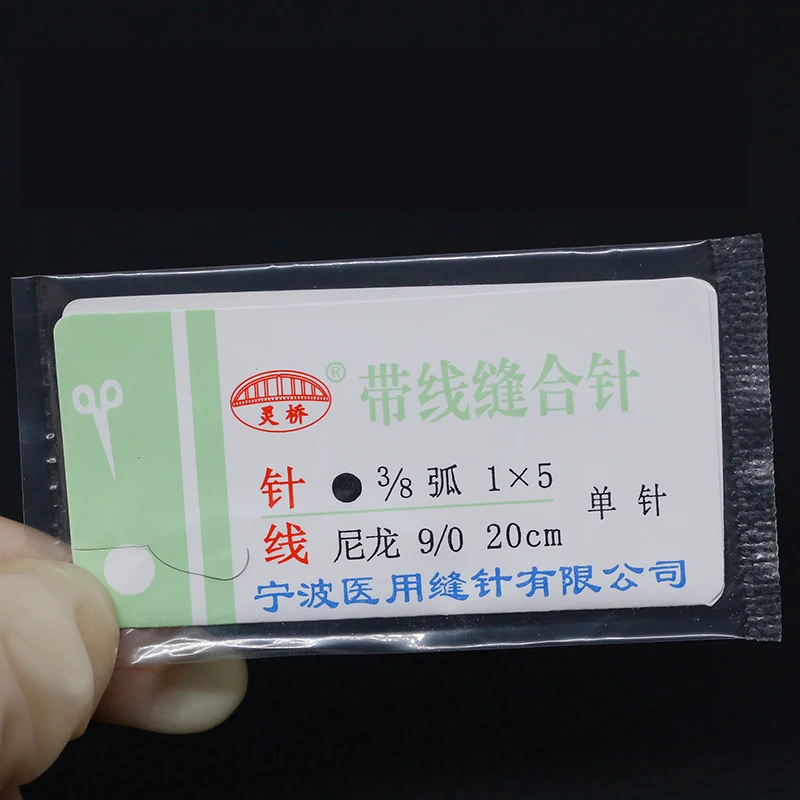 灵桥 ® 带线缝合针
针 ● 3/8 弧 1×5
单针
线 尼龙 9/0 20cm
宁波医用缝针有限公司